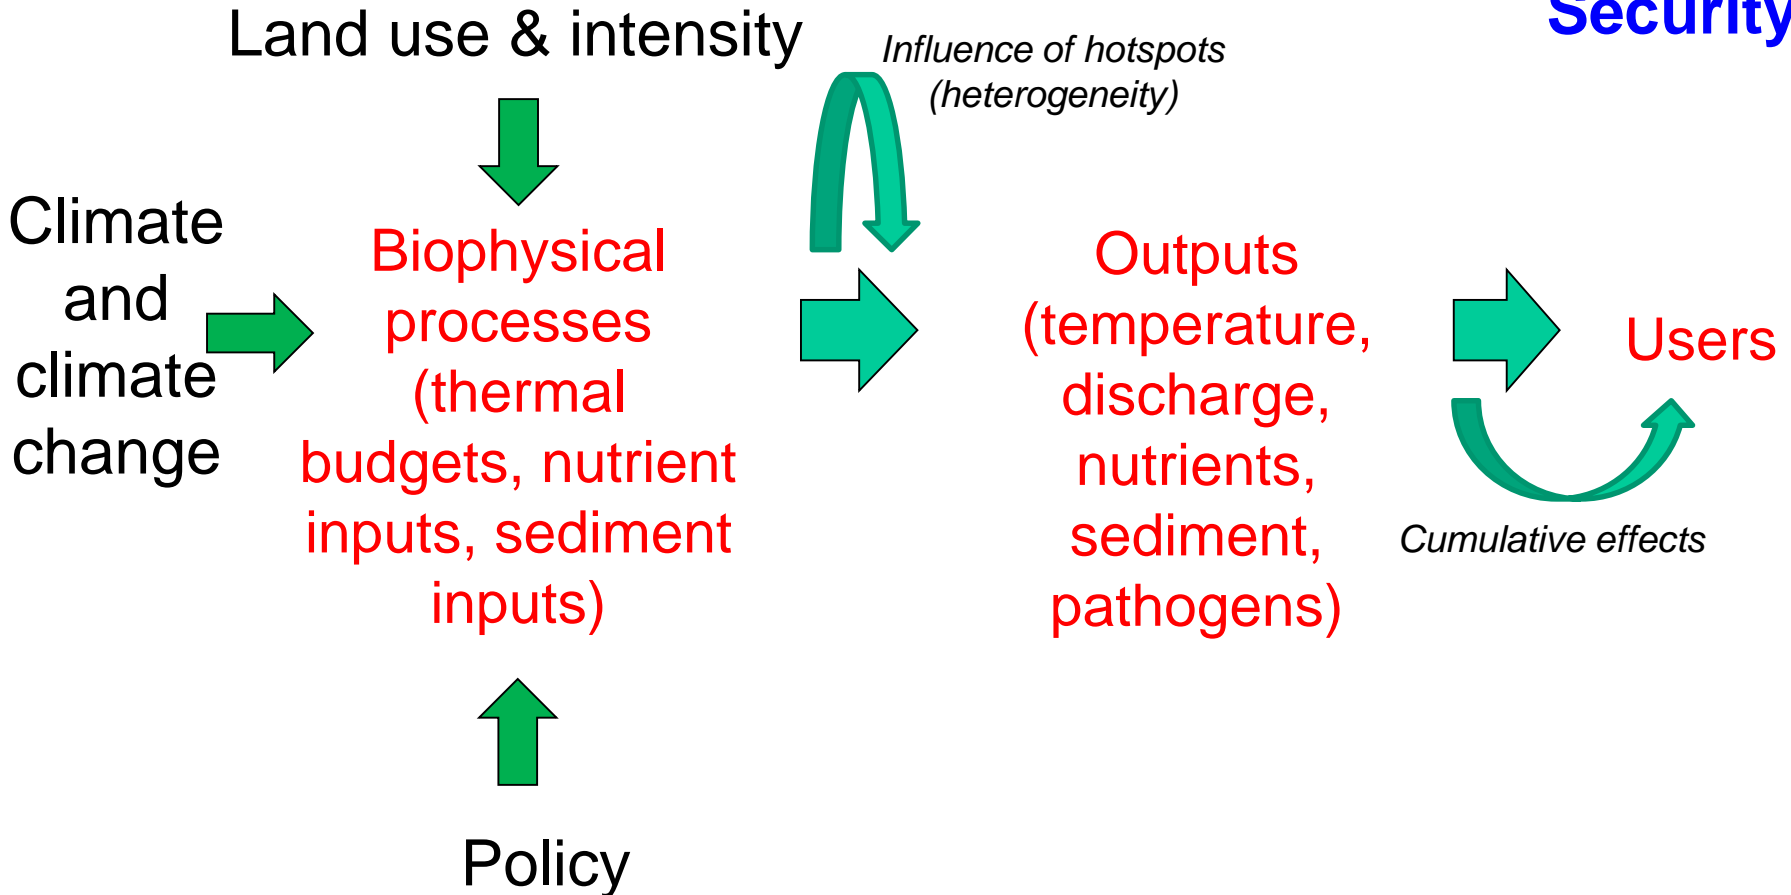 Security
Land use & intensity
Influence of hotspots
(heterogeneity)
Climate
and
climate
change
Biophysical
processes
(thermal
budgets, nutrient
inputs, sediment
inputs)
Outputs
(temperature,
discharge,
nutrients,
sediment,
pathogens)
Users
Cumulative effects
Policy